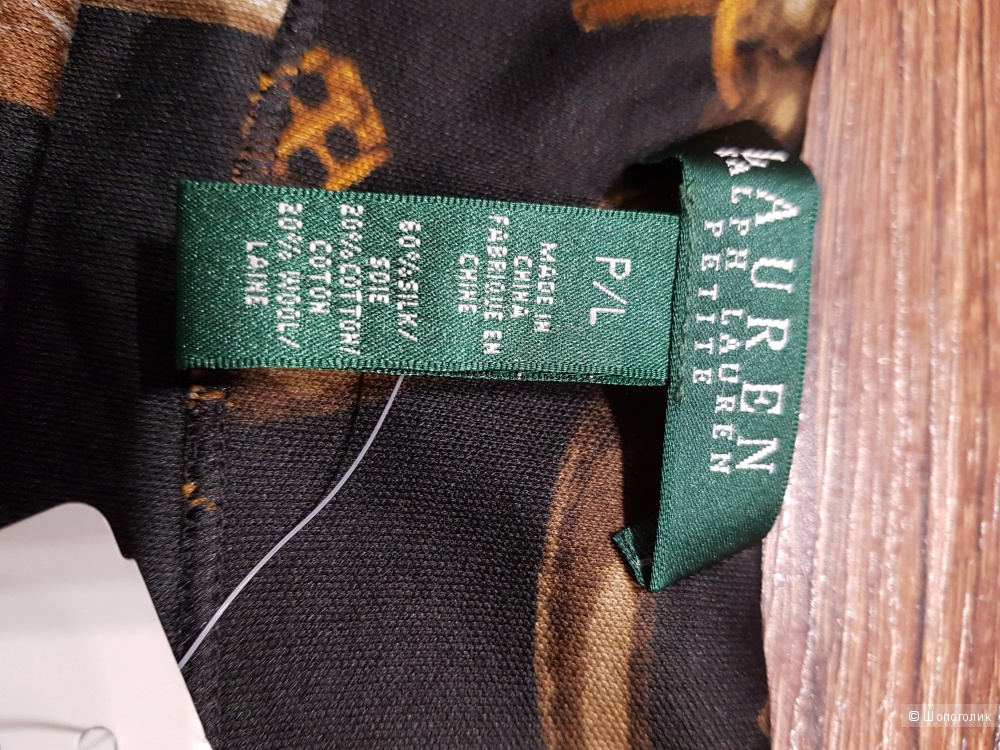 LAUREN
RALPH LAUREN
PETITE
P/L
MADE IN
CHINA
FABRIQUE EN
CHINE
60%SILK/
SOIE
20%COTTON/
COTON
20% WOOL/
LAINE
© Шопоголик